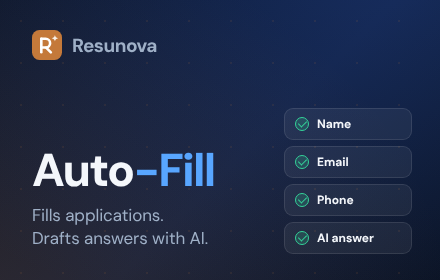 R+
Resunova
Auto-Fill
Fills applications.
Drafts answers with AI.
Name
Email
Phone
AI answer